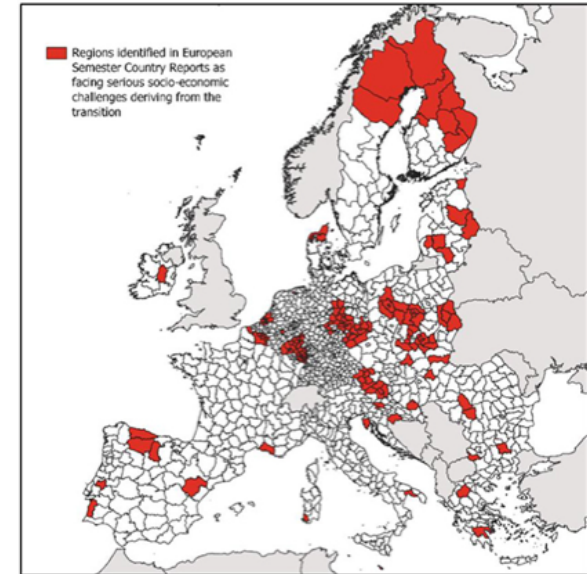 Regions identified in European
Semester Country Reports as
facing serious socio-economic
challenges deriving from the
transition